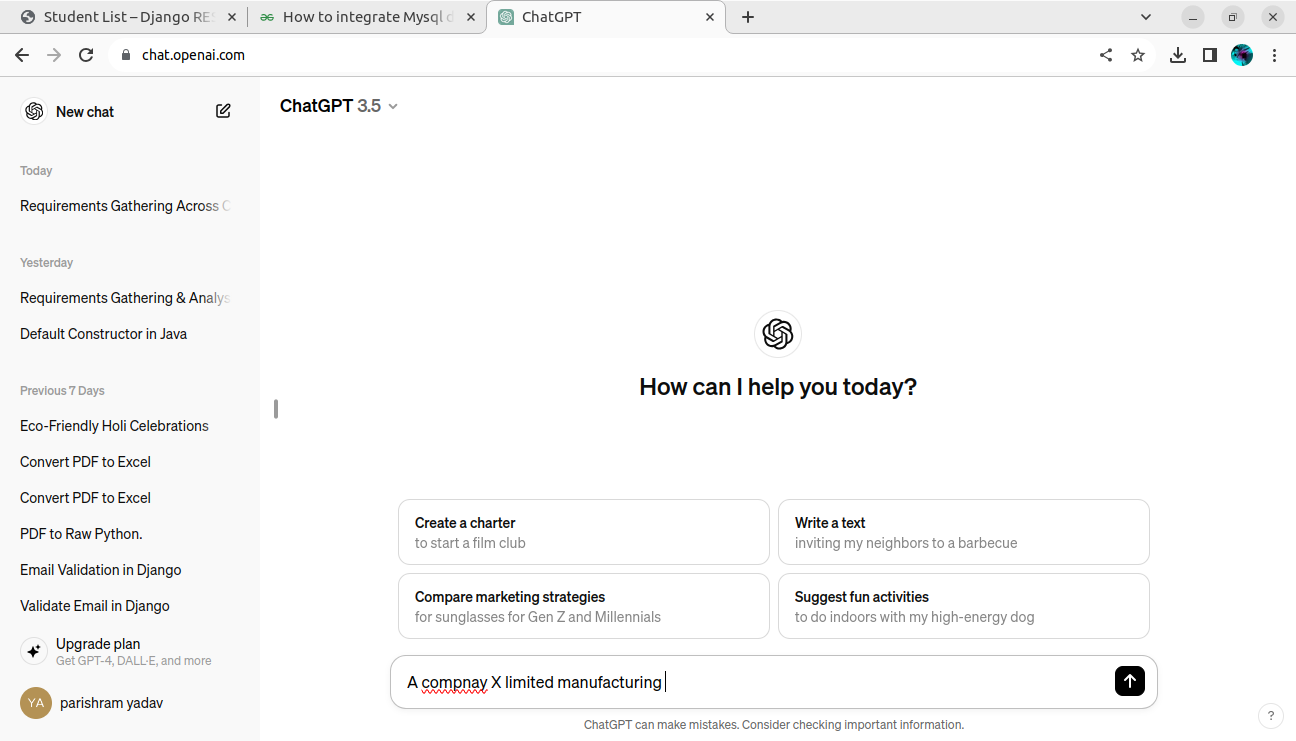 Student List – Django RE
How to integrate Mysql d
ChatGPT
chat.openai.com
New chat
Today
Requirements Gathering Across C
Yesterday
Requirements Gathering & Analys
Default Constructor in Java
Previous 7 Days
Eco-Friendly Holi Celebrations
Convert PDF to Excel
Convert PDF to Excel
PDF to Raw Python.
Email Validation in Django
Validate Email in Django
Upgrade plan
Get GPT-4, DALL·E, and more
YA
parishram yadav
ChatGPT 3.5
How can I help you today?
Create a charter
to start a film club
Write a text
inviting my neighbors to a barbecue
Compare marketing strategies
for sunglasses for Gen Z and Millennials
Suggest fun activities
to do indoors with my high-energy dog
A compnay X limited manufacturing
ChatGPT can make mistakes. Consider checking important information.
?